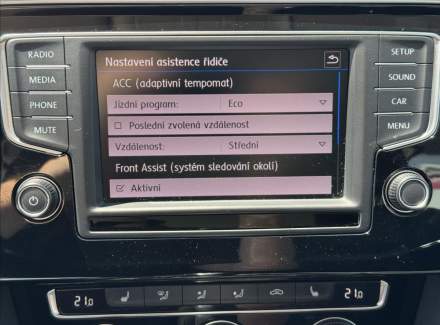 RADIO
MEDIA
PHONE
MUTE
Nastavení asistence řidiče
ACC (adaptivní tempomat)
Jízdní program: Eco
Poslední zvolená vzdálenost
Vzdálenost: Střední
Front Assist (systém sledování okolí)
Aktivní
SETUP
SOUND
CAR
MENU
21.0
21.0